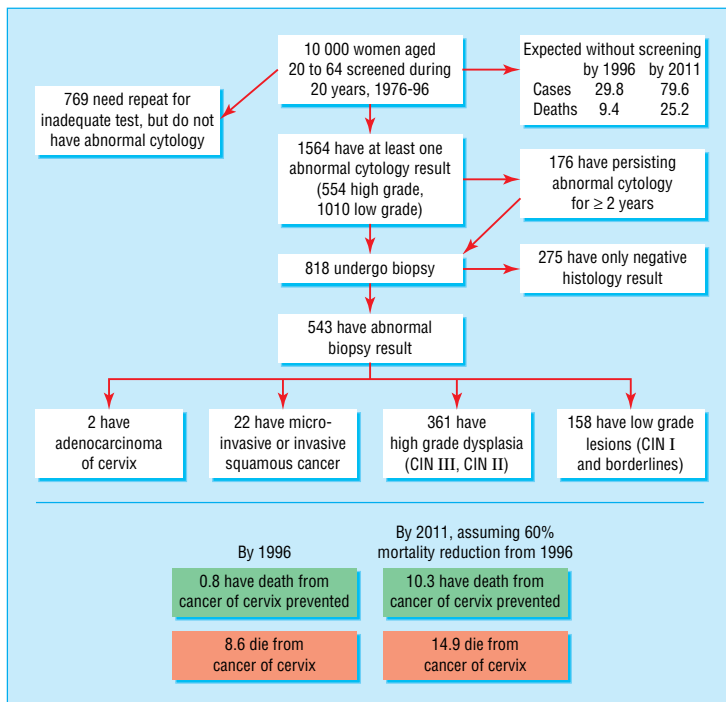 10 000 women aged
20 to 64 screened during
20 years, 1976-96
Expected without screening
by 1996 by 2011
Cases 29.8 79.6
Deaths 9.4 25.2
769 need repeat for
inadequate test, but do not
have abnormal cytology
1564 have at least one
abnormal cytology result
(554 high grade,
1010 low grade)
176 have persisting
abnormal cytology
for ≥ 2 years
818 undergo biopsy
275 have only negative
histology result
543 have abnormal
biopsy result
2 have
adenocarcinoma
of cervix
22 have micro-
invasive or invasive
squamous cancer
361 have
high grade dysplasia
(CIN III, CIN II)
158 have low grade
lesions (CIN I
and borderlines)
By 1996
0.8 have death from
cancer of cervix prevented
8.6 die from
cancer of cervix
By 2011, assuming 60%
mortality reduction from 1996
10.3 have death from
cancer of cervix prevented
14.9 die from
cancer of cervix